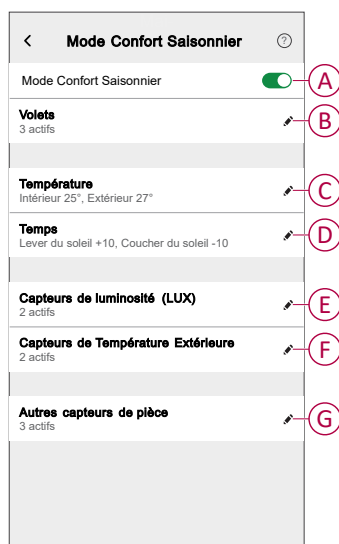 Mode Confort Saisonnier ?
Mode Confort Saisonnier A
Volets
3 actifs
B
Température
Intérieur 25°, Extérieur 27°
C
Temps
Lever du soleil +10, Coucher du soleil -10
D
Capteurs de luminosité (LUX)
2 actifs
E
Capteurs de Température Extérieure
2 actifs
F
Autres capteurs de pièce
3 actifs
G